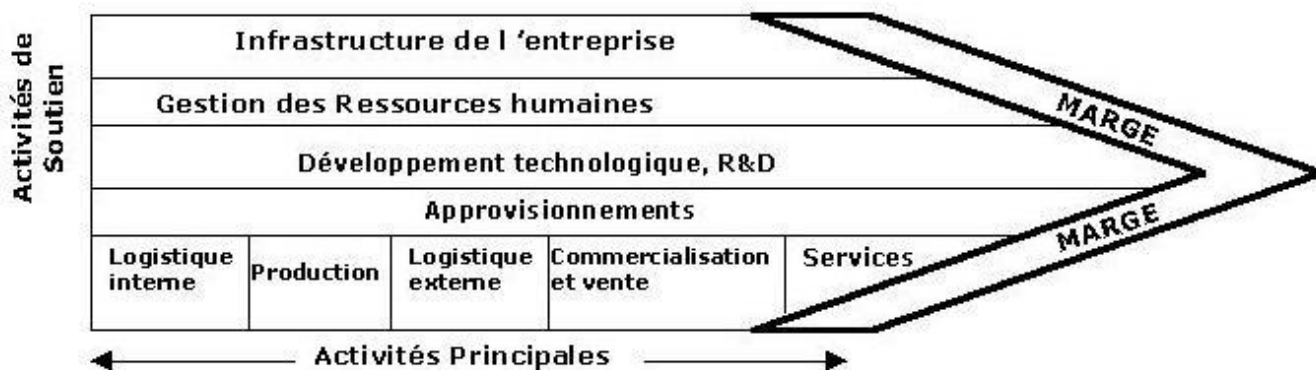 Activités de
Soutien
Infrastructure de l 'entreprise
Gestion des Ressources humaines
Développement technologique, R&D
Approvisionnements
MARGE
MARGE
Logistique
interne
Production
Logistique
externe
Commercialisation
et vente
Services
Activités Principales